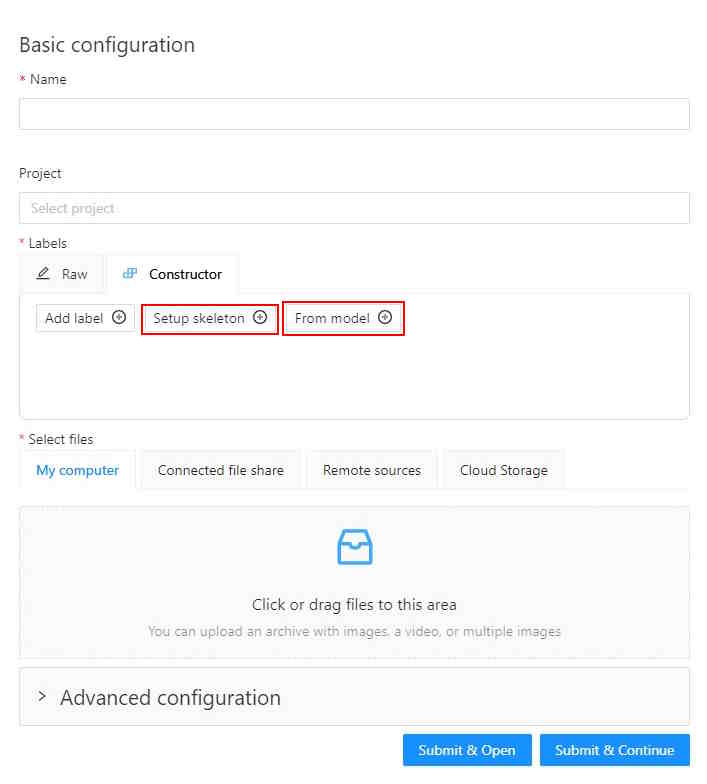 Basic configuration
* Name
Project
Select project
* Labels
Raw Constructor
Add label Setup skeleton From model
* Select files
My computer Connected file share Remote sources Cloud Storage
Click or drag files to this area
You can upload an archive with images. a video, or multiple images
> Advanced configuration
Submit & Open Submit & Continue